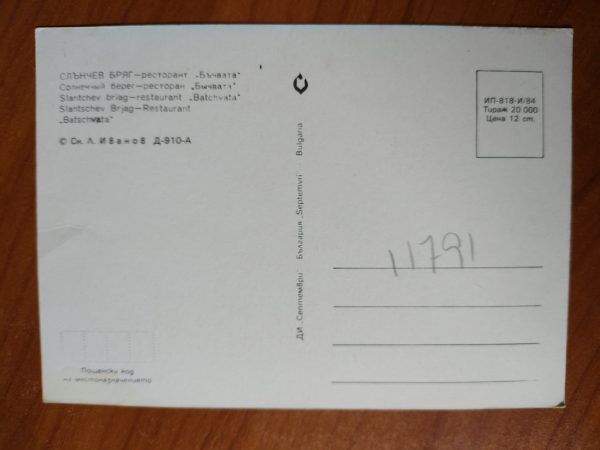 СЛЪНЧЕВ БРЯГ—ресторант „Бъчвата“
Солнечный берег—ресторан „Бычвата“
Slantchev briag—restaurant „Batchvata“
Slantschev Brjag—Restaurant
„Batschvata“
© Сн. Л. Иванов Д-910-А
Пощенски код
на местоназначението
ДИ „Септември“ България „Septemvri“ Bulgaria
ИП-818-И/84
Тираж 20 000
Цена 12 ст.
11791